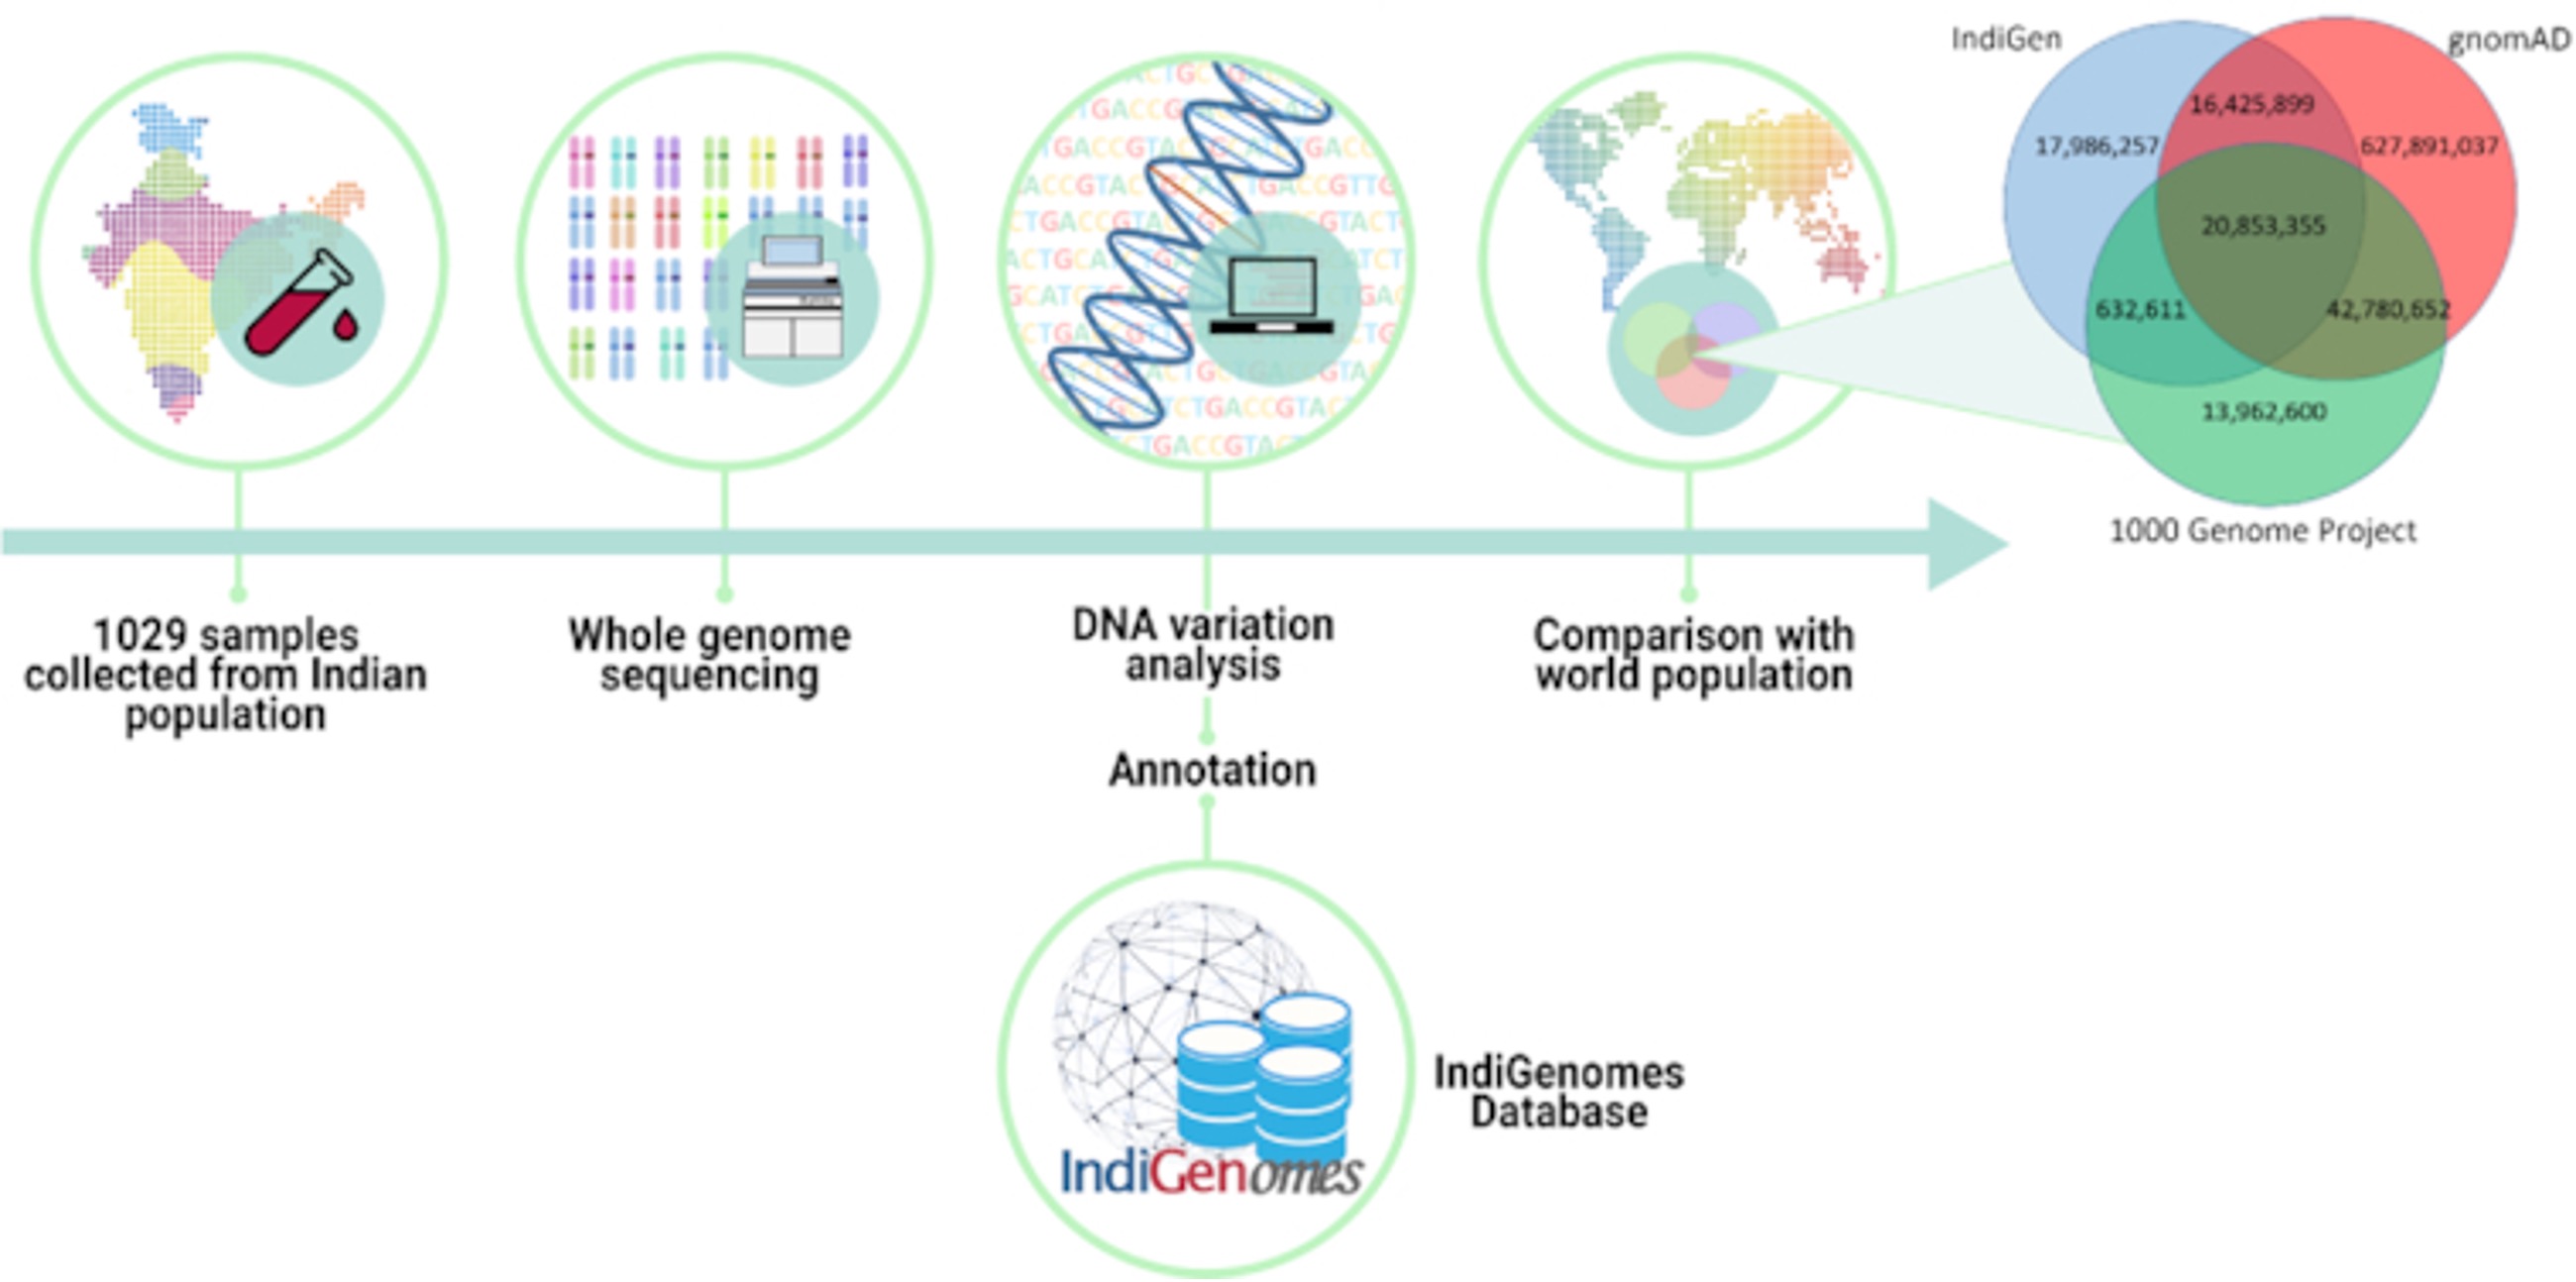 IndiGen
gnomAD
16,425,899
17,986,257
627,891,037
20,853,355
632,611
42,780,652
13,962,600
1000 Genome Project
1029 samples
collected from Indian
population
Whole genome
sequencing
DNA variation
analysis
Comparison with
world population
Annotation
IndiGenomes
IndiGenomes
Database